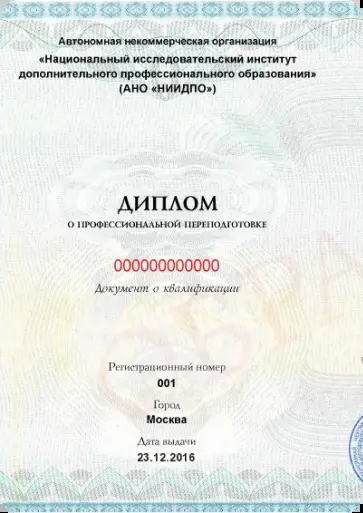 Автономная некоммерческая организация
«Национальный исследовательский институт
дополнительного профессионального образования»
(АНО «НИИДПО»)
ДИПЛОМ
О ПРОФЕССИОНАЛЬНОЙ ПЕРЕПОДГОТОВКЕ
000000000000
Документ о квалификации
Регистрационный номер
001
Город
Москва
Дата выдачи
23.12.2016